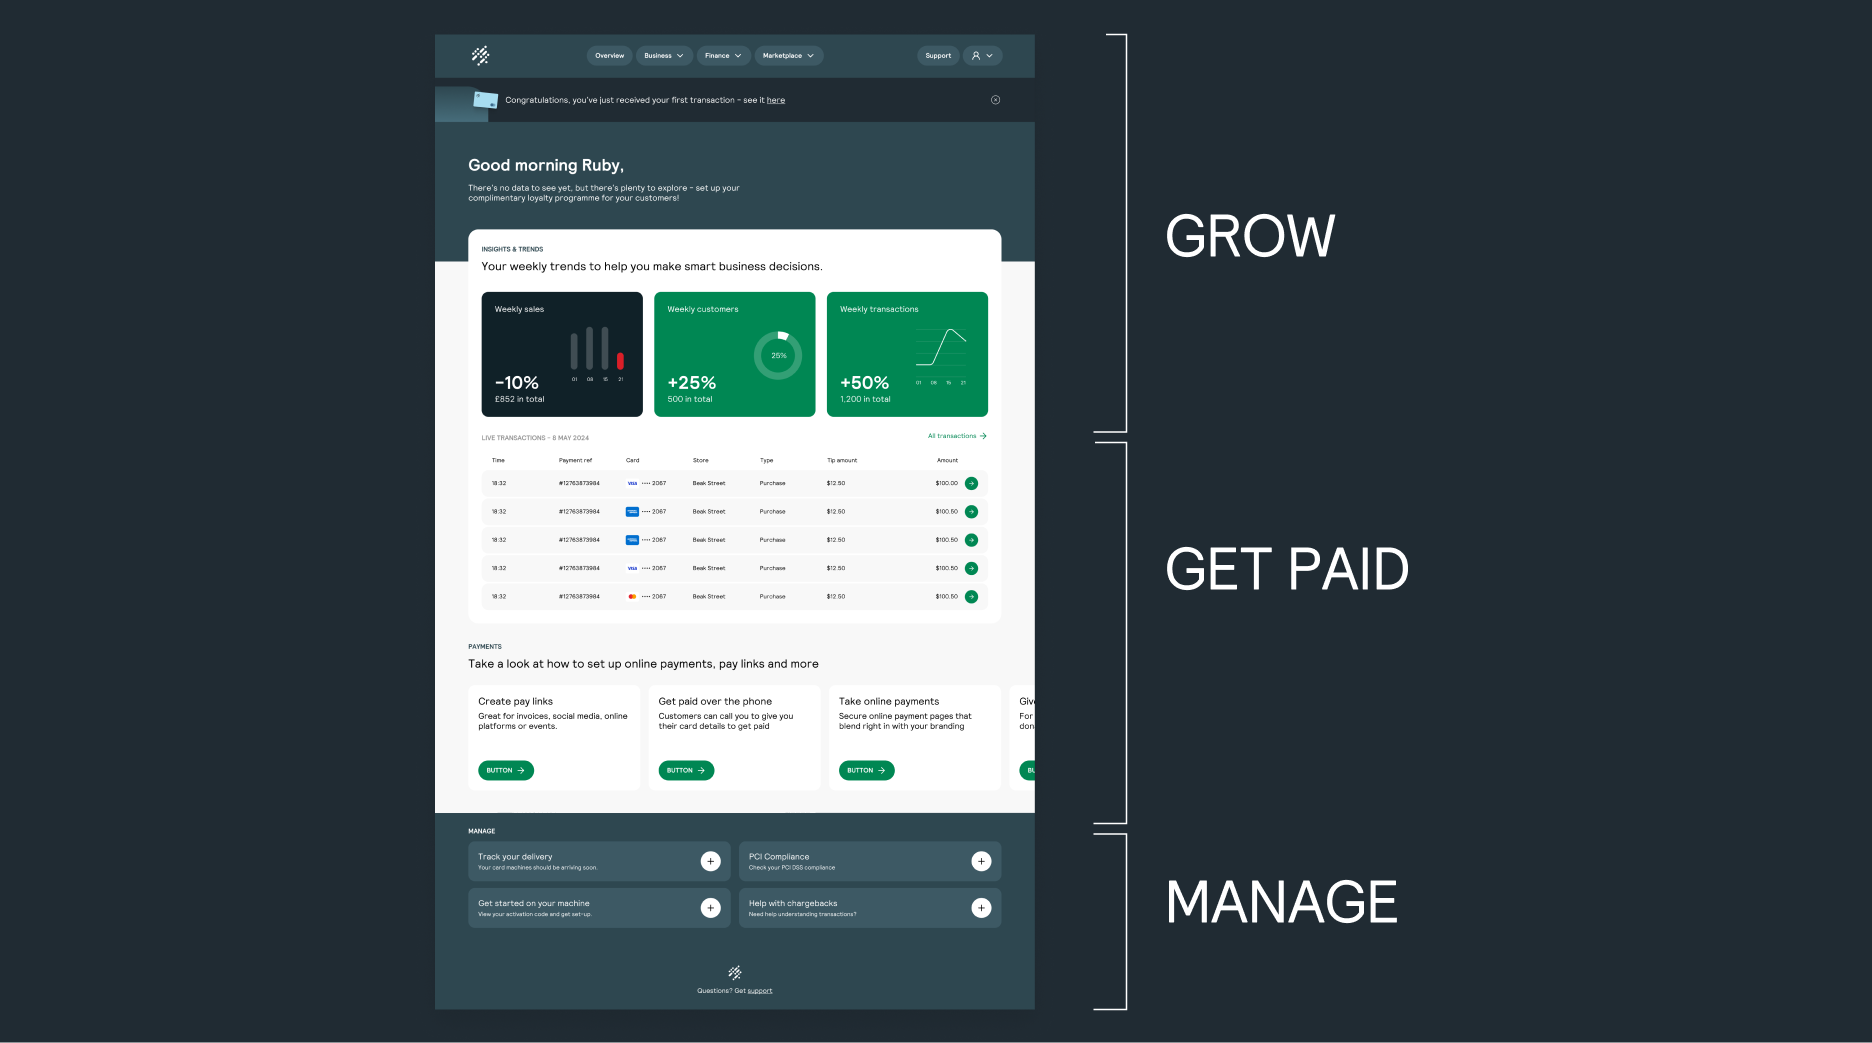 Overview Business Finance Marketplace Support
Congratulations, you've just received your first transaction – see it here
Good morning Ruby,
There's no data to see yet, but there's plenty to explore – set up your
complimentary loyalty programme for your customers!
INSIGHTS & TRENDS
Your weekly trends to help you make smart business decisions.
Weekly sales
01 08 15 21
–10%
£852 in total
Weekly customers
25%
+25%
500 in total
Weekly transactions
01 08 15 21
+50%
1,200 in total
LIVE TRANSACTIONS – 8 MAY 2024 All transactions
Time Payment ref Card Store Type Tip amount Amount
18:32 #12763873984 VISA •••• 2067 Beak Street Purchase $12.50 $100.00
18:32 #12763873984 •••• 2067 Beak Street Purchase $12.50 $100.50
18:32 #12763873984 •••• 2067 Beak Street Purchase $12.50 $100.50
18:32 #12763873984 VISA •••• 2067 Beak Street Purchase $12.50 $100.50
18:32 #12763873984 •••• 2067 Beak Street Purchase $12.50 $100.50
PAYMENTS
Take a look at how to set up online payments, pay links and more
Create pay links
Great for invoices, social media, online
platforms or events.
BUTTON
Get paid over the phone
Customers can call you to give you
their card details to get paid
BUTTON
Take online payments
Secure online payment pages that
blend right in with your branding
BUTTON
Giv
For
don
BU
MANAGE
Track your delivery
Your card machines should be arriving soon.
PCI Compliance
Check your PCI DSS compliance
Get started on your machine
View your activation code and get set-up.
Help with chargebacks
Need help understanding transactions?
Questions? Get support
GROW
GET PAID
MANAGE